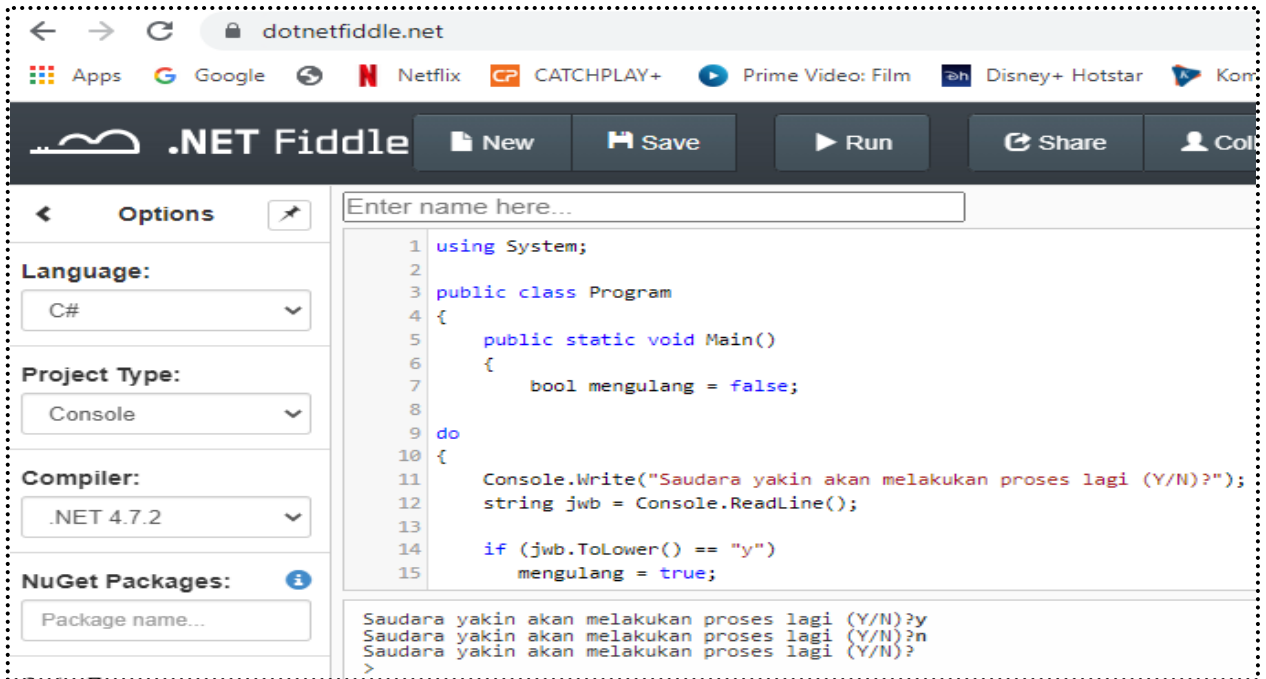 dotnetfiddle.net
Apps Google Netflix CP CATCHPLAY+ Prime Video: Film Disney+ Hotstar Kom
.NET Fiddle New Save Run Share Col
Options
Enter name here...
Language:
C#
Project Type:
Console
Compiler:
.NET 4.7.2
NuGet Packages:
Package name...
1 using System;
2
3 public class Program
4 {
5 public static void Main()
6 {
7 bool mengulang = false;
8
9 do
10 {
11 Console.Write("Saudara yakin akan melakukan proses lagi (Y/N)?");
12 string jwb = Console.ReadLine();
13
14 if (jwb.ToLower() == "y")
15 mengulang = true;
Saudara yakin akan melakukan proses lagi (Y/N)?y
Saudara yakin akan melakukan proses lagi (Y/N)?n
Saudara yakin akan melakukan proses lagi (Y/N)?
>